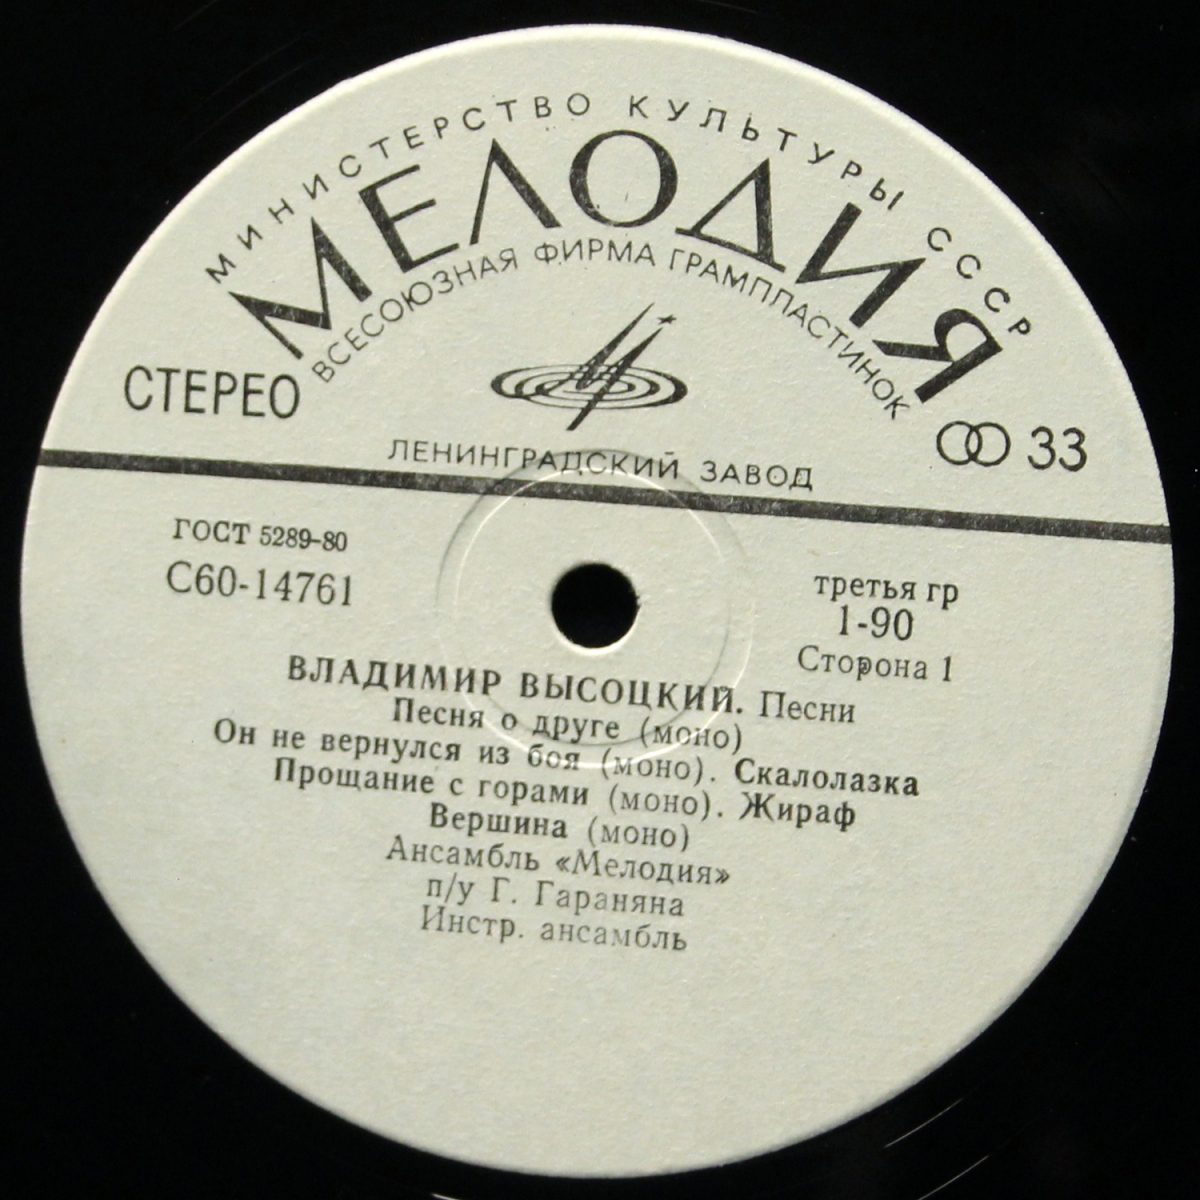 МИНИСТЕРСТВО КУЛЬТУРЫ СССР
МЕЛОДИЯ
ВСЕСОЮЗНАЯ ФИРМА ГРАМПЛАСТИНОК
СТЕРЕО
33
ЛЕНИНГРАДСКИЙ ЗАВОД
ГОСТ 5289-80
С60-14761
третья гр
1-90
Сторона 1
ВЛАДИМИР ВЫСОЦКИЙ. Песни
Песня о друге (моно)
Он не вернулся из боя (моно). Скалолазка
Прощание с горами (моно). Жираф
Вершина (моно)
Ансамбль «Мелодия»
п/у Г. Гараняна
Инстр. ансамбль